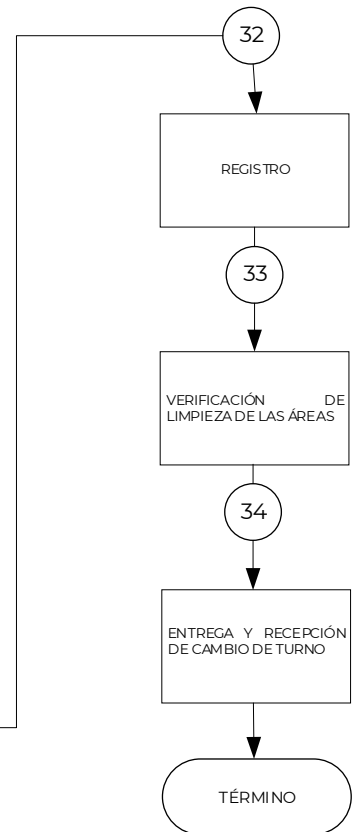 32
REGISTRO
33
VERIFICACIÓN DE
LIMPIEZA DE LAS ÁREAS
34
ENTREGA Y RECEPCIÓN
DE CAMBIO DE TURNO
TÉRMINO